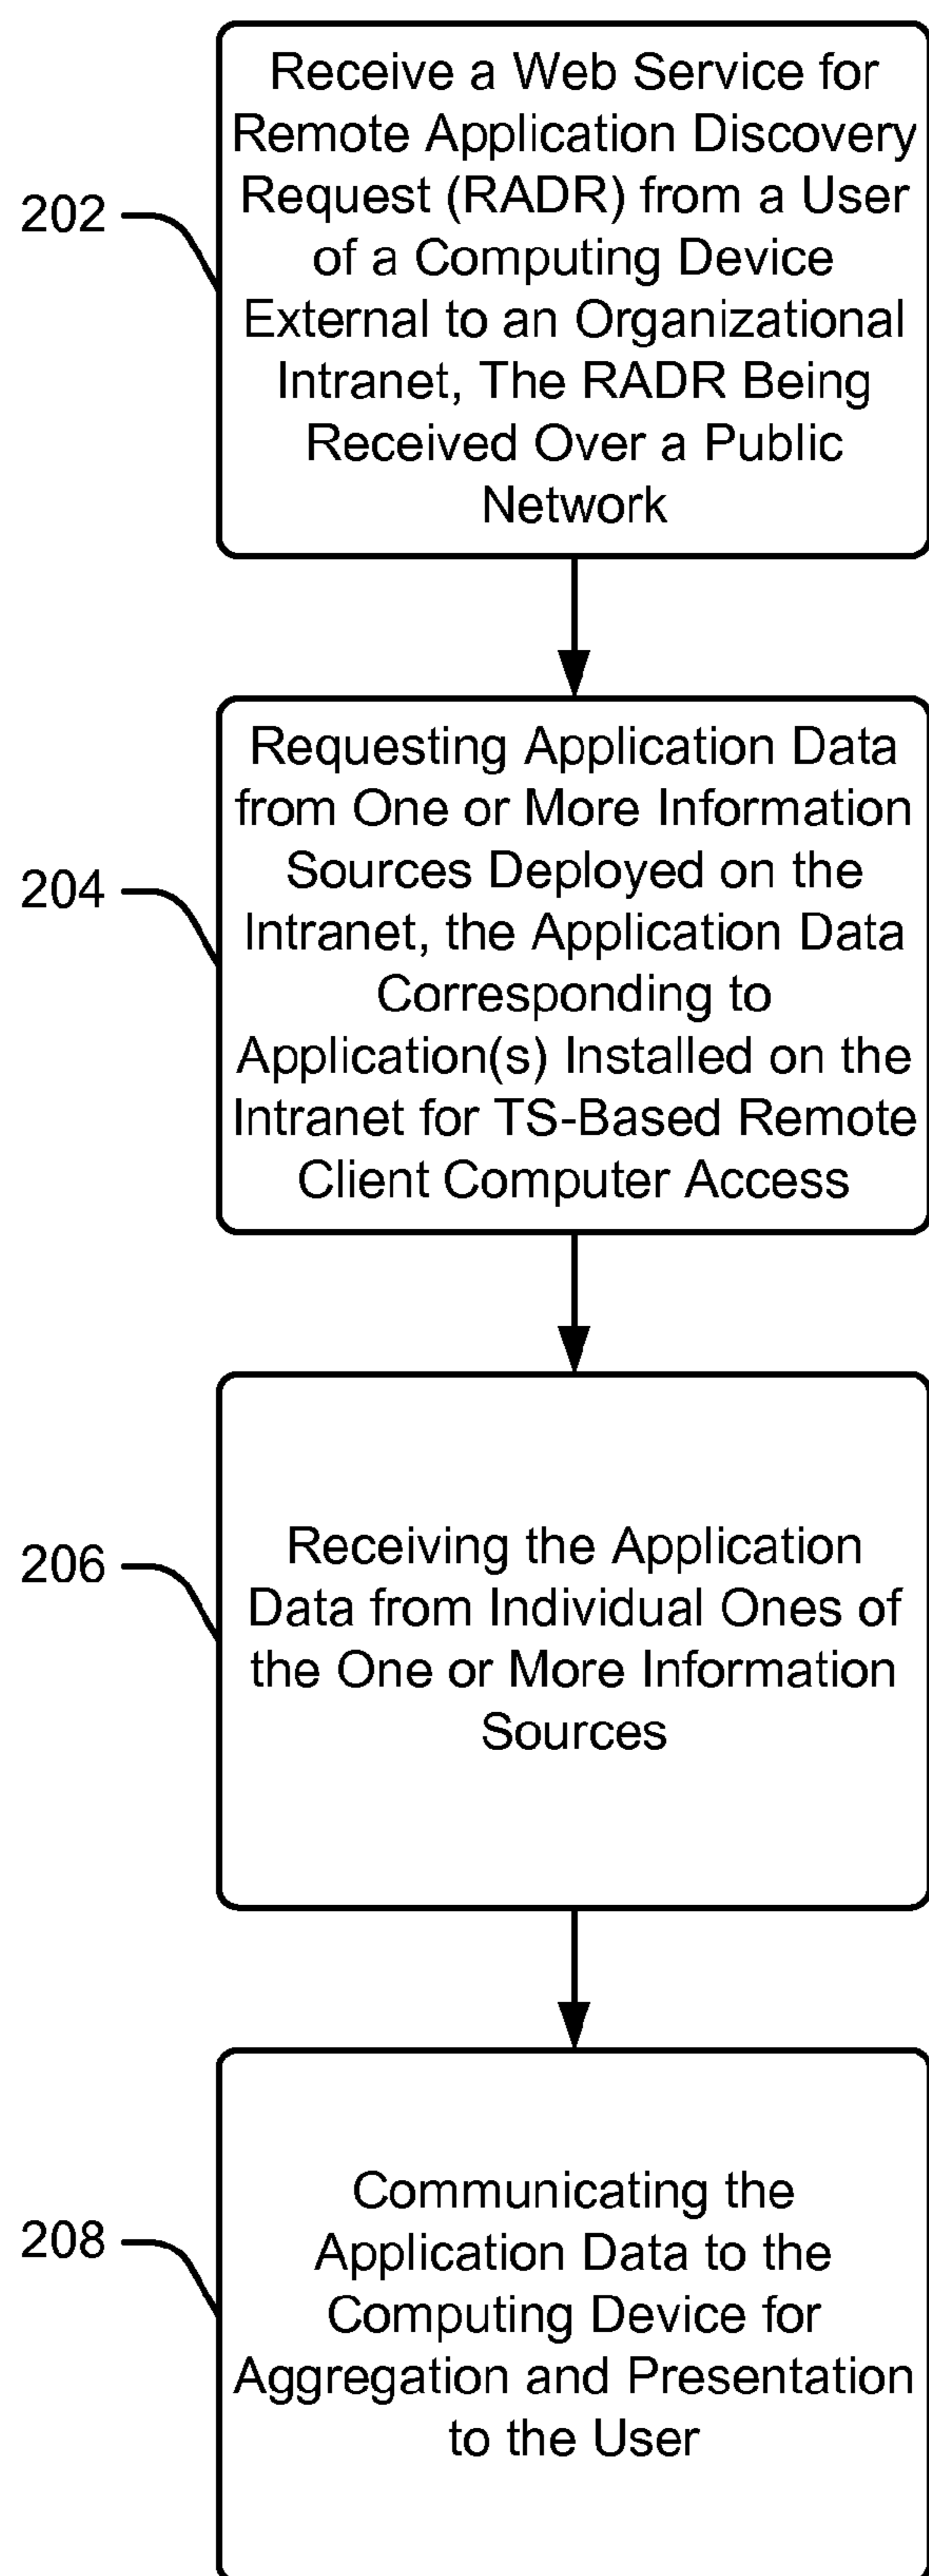 Receive a Web Service for
Remote Application Discovery
Request (RADR) from a User
of a Computing Device
External to an Organizational
Intranet, The RADR Being
Received Over a Public
Network
202
Requesting Application Data
from One or More Information
Sources Deployed on the
Intranet, the Application Data
Corresponding to
Application(s) Installed on the
Intranet for TS-Based Remote
Client Computer Access
204
Receiving the Application
Data from Individual Ones of
the One or More Information
Sources
206
Communicating the
Application Data to the
Computing Device for
Aggregation and Presentation
to the User
208